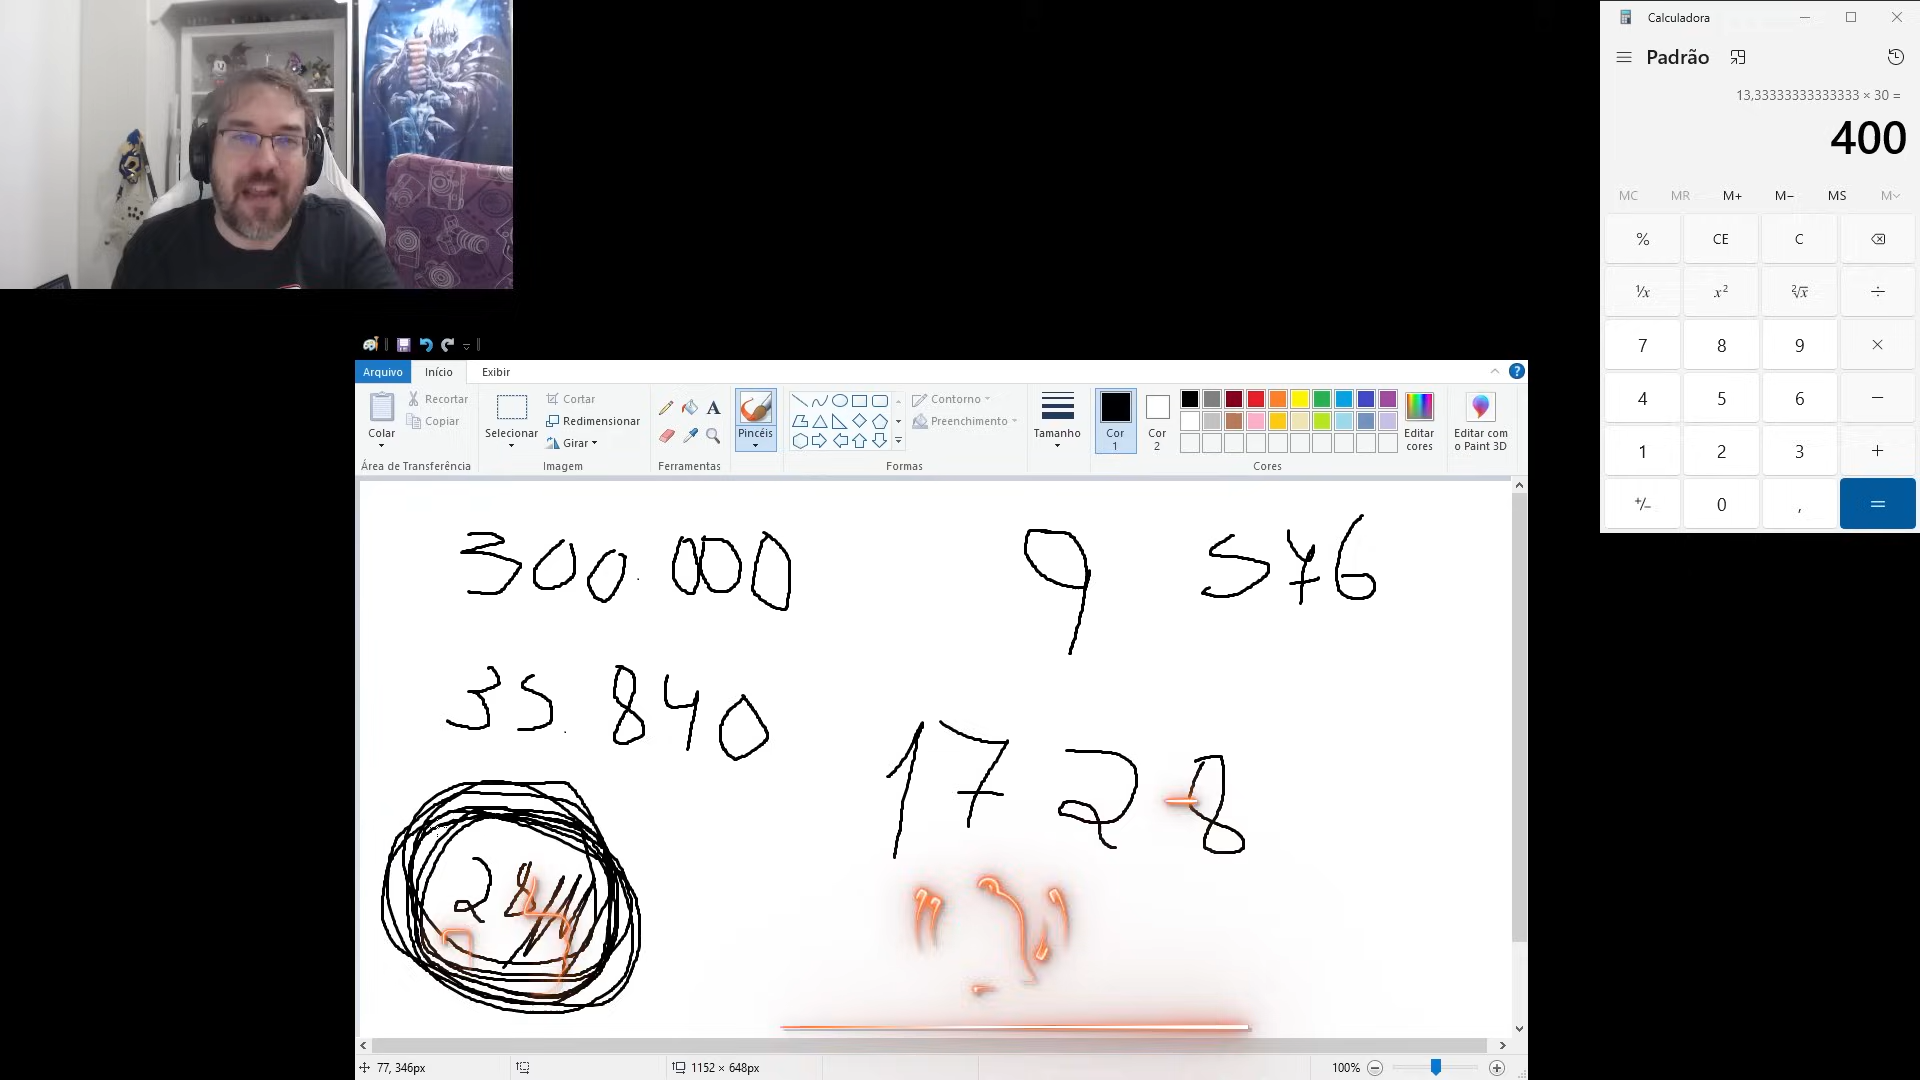 Calculadora
Padrão
13,33333333333333 × 30 =
400
MC MR M+ M− MS M
% CE C
1/x x² ²√x ÷
7 8 9 ×
4 5 6 −
1 2 3 +
+/− 0 , =
Arquivo Início Exibir
Colar
Recortar
Copiar
Área de Transferência
Selecionar
Cortar
Redimensionar
Girar
Imagem
A
Ferramentas
Pincéis
Contorno
Preenchimento
Formas
Tamanho
Cor 1
Cor 2
Editar cores
Editar com o Paint 3D
Cores
300.000 9 576
35.840
1728
77, 346px 1152 × 648px 100%